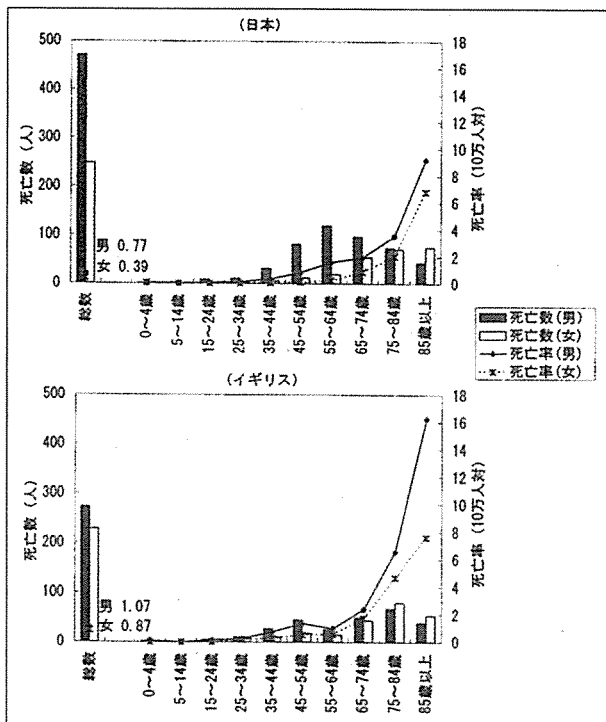 (日本)
死亡数 (人)
500
400
300
200
100
0
男 0.77
女 0.39
18
16
14
12
10
8
6
4
2
0
死亡率 (10万人対)
総数
0～4歳
5～14歳
15～24歳
25～34歳
35～44歳
45～54歳
55～64歳
65～74歳
75～84歳
85歳以上
死亡数(男)
死亡数(女)
死亡率(男)
死亡率(女)
(イギリス)
死亡数 (人)
500
400
300
200
100
0
男 1.07
女 0.87
18
16
14
12
10
8
6
4
2
0
死亡率 (10万人対)
総数
0～4歳
5～14歳
15～24歳
25～34歳
35～44歳
45～54歳
55～64歳
65～74歳
75～84歳
85歳以上